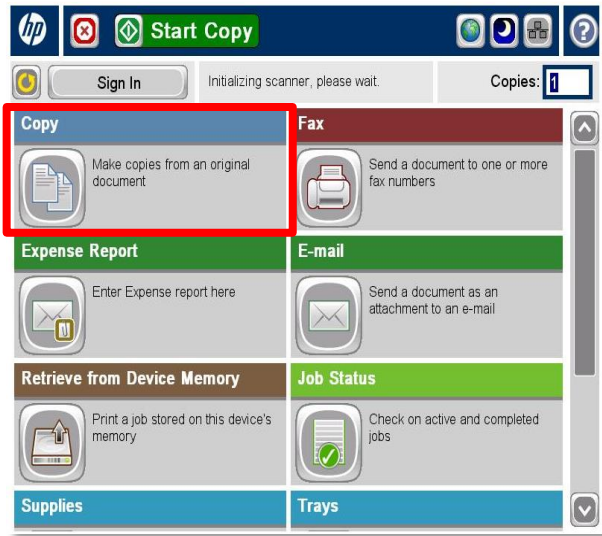 hp
Start Copy
?
Sign In
Initializing scanner, please wait.
Copies: 1
Copy
Make copies from an original
document
Fax
Send a document to one or more
fax numbers
Expense Report
Enter Expense report here
E-mail
Send a document as an
attachment to an e-mail
Retrieve from Device Memory
Print a job stored on this device's
memory
Job Status
Check on active and completed
jobs
Supplies
Trays